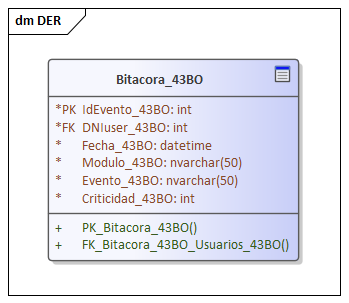 dm DER
Bitacora_43BO
*PK IdEvento_43BO: int
*FK DNIuser_43BO: int
* Fecha_43BO: datetime
* Modulo_43BO: nvarchar(50)
* Evento_43BO: nvarchar(50)
* Criticidad_43BO: int
+ PK_Bitacora_43BO()
+ FK_Bitacora_43BO_Usuarios_43BO()